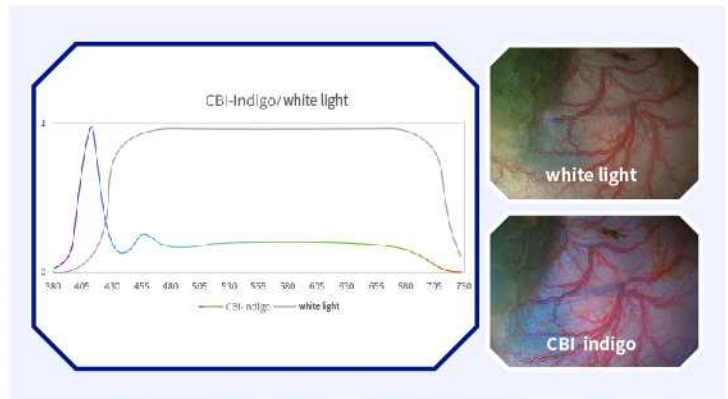 CBI-Indigo/white light
1
0
380 405 430 455 480 505 530 555 580 605 630 655 680 705 730
CBI-Indigo white light
white light
CBI indigo